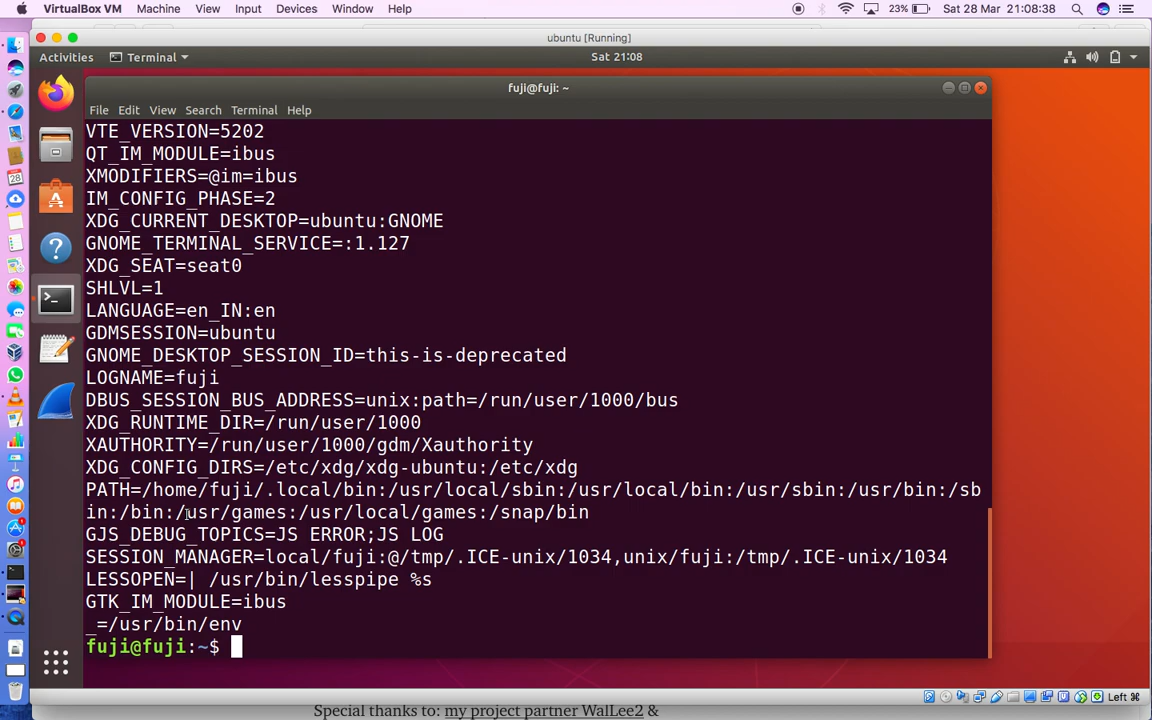 VirtualBox VM Machine View Input Devices Window Help 23% Sat 28 Mar 21:08:38
ubuntu [Running]
Activities Terminal Sat 21:08
fuji@fuji: ~
File Edit View Search Terminal Help
VTE_VERSION=5202
QT_IM_MODULE=ibus
XMODIFIERS=@im=ibus
IM_CONFIG_PHASE=2
XDG_CURRENT_DESKTOP=ubuntu:GNOME
GNOME_TERMINAL_SERVICE=:1.127
XDG_SEAT=seat0
SHLVL=1
LANGUAGE=en_IN:en
GDMSESSION=ubuntu
GNOME_DESKTOP_SESSION_ID=this-is-deprecated
LOGNAME=fuji
DBUS_SESSION_BUS_ADDRESS=unix:path=/run/user/1000/bus
XDG_RUNTIME_DIR=/run/user/1000
XAUTHORITY=/run/user/1000/gdm/Xauthority
XDG_CONFIG_DIRS=/etc/xdg/xdg-ubuntu:/etc/xdg
PATH=/home/fuji/.local/bin:/usr/local/sbin:/usr/local/bin:/usr/sbin:/usr/bin:/sb
in:/bin:/usr/games:/usr/local/games:/snap/bin
GJS_DEBUG_TOPICS=JS ERROR;JS LOG
SESSION_MANAGER=local/fuji:@/tmp/.ICE-unix/1034,unix/fuji:/tmp/.ICE-unix/1034
LESSOPEN=| /usr/bin/lesspipe %s
GTK_IM_MODULE=ibus
_=/usr/bin/env
fuji@fuji:~$
Left ⌘
Special thanks to: my project partner WalLee2 &